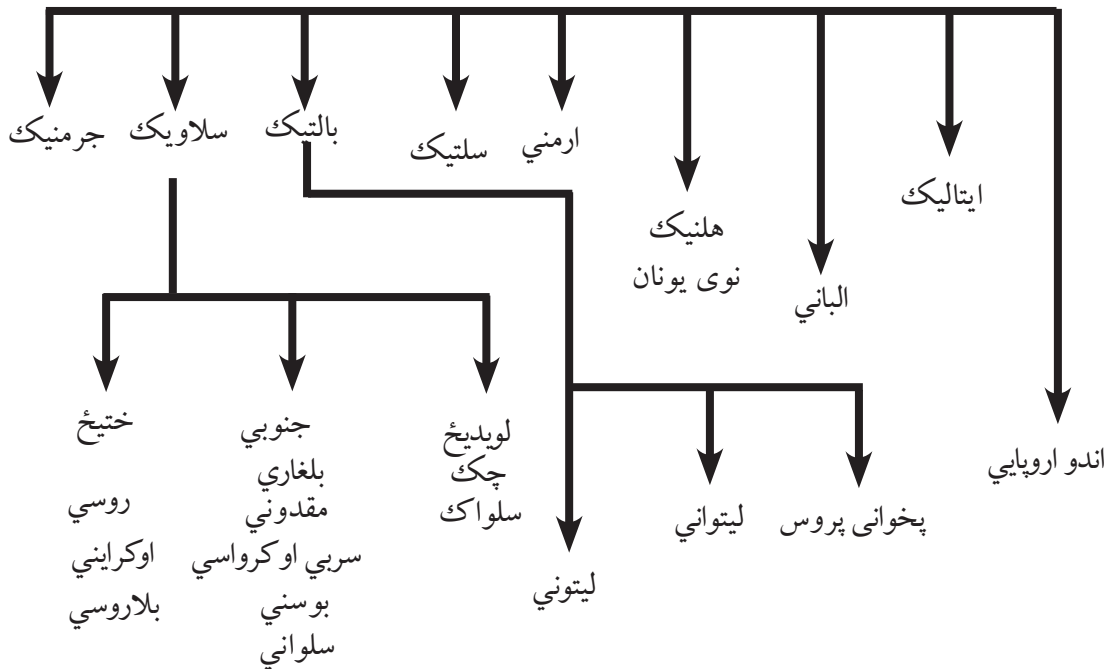 ايتاليک
الباني
هلنيک
نوی يونان
ارمني
سلتيک
بالتيک
سلاويک
جرمنيک
اندو اروپايي
پخوانی پروس
ليتواني
ليتوني
لويديځ
چک
سلواک
جنوبي
بلغاري
مقدوني
سربي او کرواسي
بوسني
سلواني
ختيځ
روسي
اوکرايني
بلاروسي